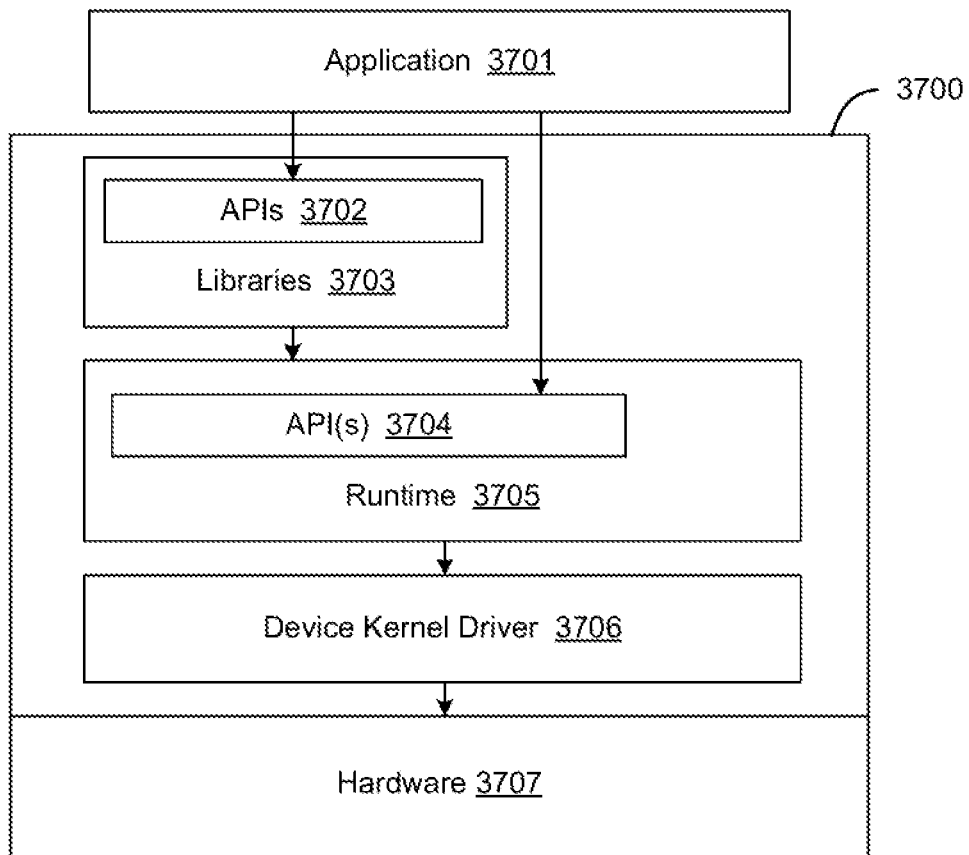 Application 3701
3700
APIs 3702
Libraries 3703
API(s) 3704
Runtime 3705
Device Kernel Driver 3706
Hardware 3707